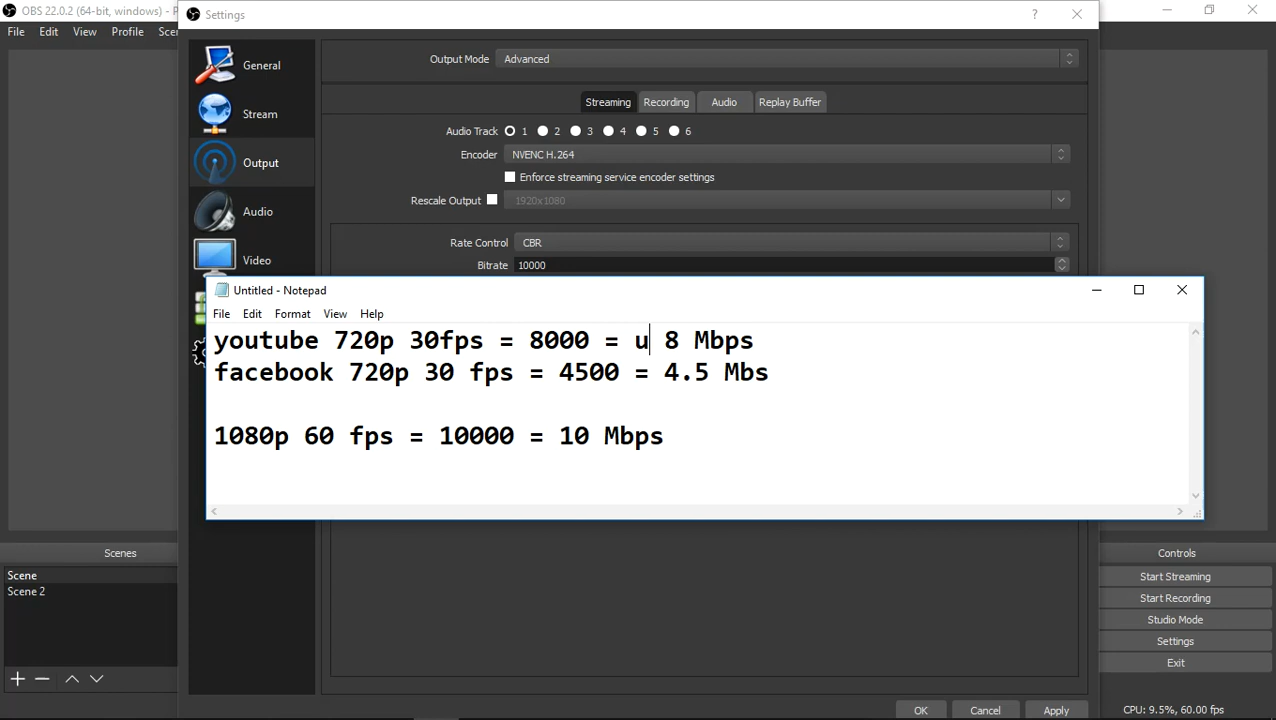 OBS 22.0.2 (64-bit, windows) - P
File Edit View Profile Scen
Settings
?
General
Stream
Output
Audio
Video
Output Mode Advanced
Streaming Recording Audio Replay Buffer
Audio Track 1 2 3 4 5 6
Encoder NVENC H.264
Enforce streaming service encoder settings
Rescale Output 1920x1080
Rate Control CBR
Bitrate 10000
Untitled - Notepad
File Edit Format View Help
youtube 720p 30fps = 8000 = u 8 Mbps
facebook 720p 30 fps = 4500 = 4.5 Mbs
1080p 60 fps = 10000 = 10 Mbps
Scenes
Scene
Scene 2
Controls
Start Streaming
Start Recording
Studio Mode
Settings
Exit
OK Cancel Apply
CPU: 9.5%, 60.00 fps